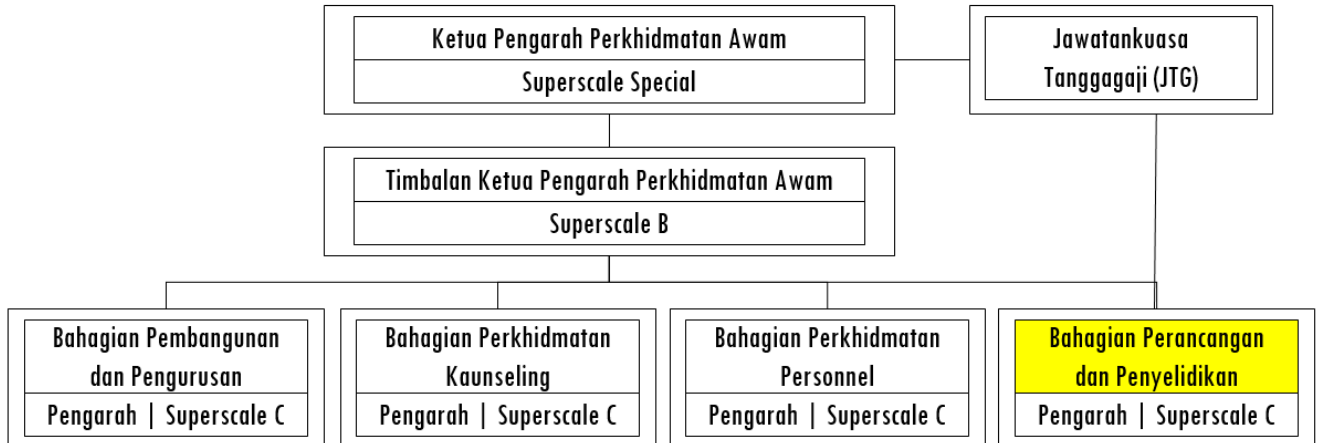 Ketua Pengarah Perkhidmatan Awam
Superscale Special
Jawatankuasa
Tanggagaji (JTG)
Timbalan Ketua Pengarah Perkhidmatan Awam
Superscale B
Bahagian Pembangunan
dan Pengurusan
Pengarah | Superscale C
Bahagian Perkhidmatan
Kaunseling
Pengarah | Superscale C
Bahagian Perkhidmatan
Personnel
Pengarah | Superscale C
Bahagian Perancangan
dan Penyelidikan
Pengarah | Superscale C